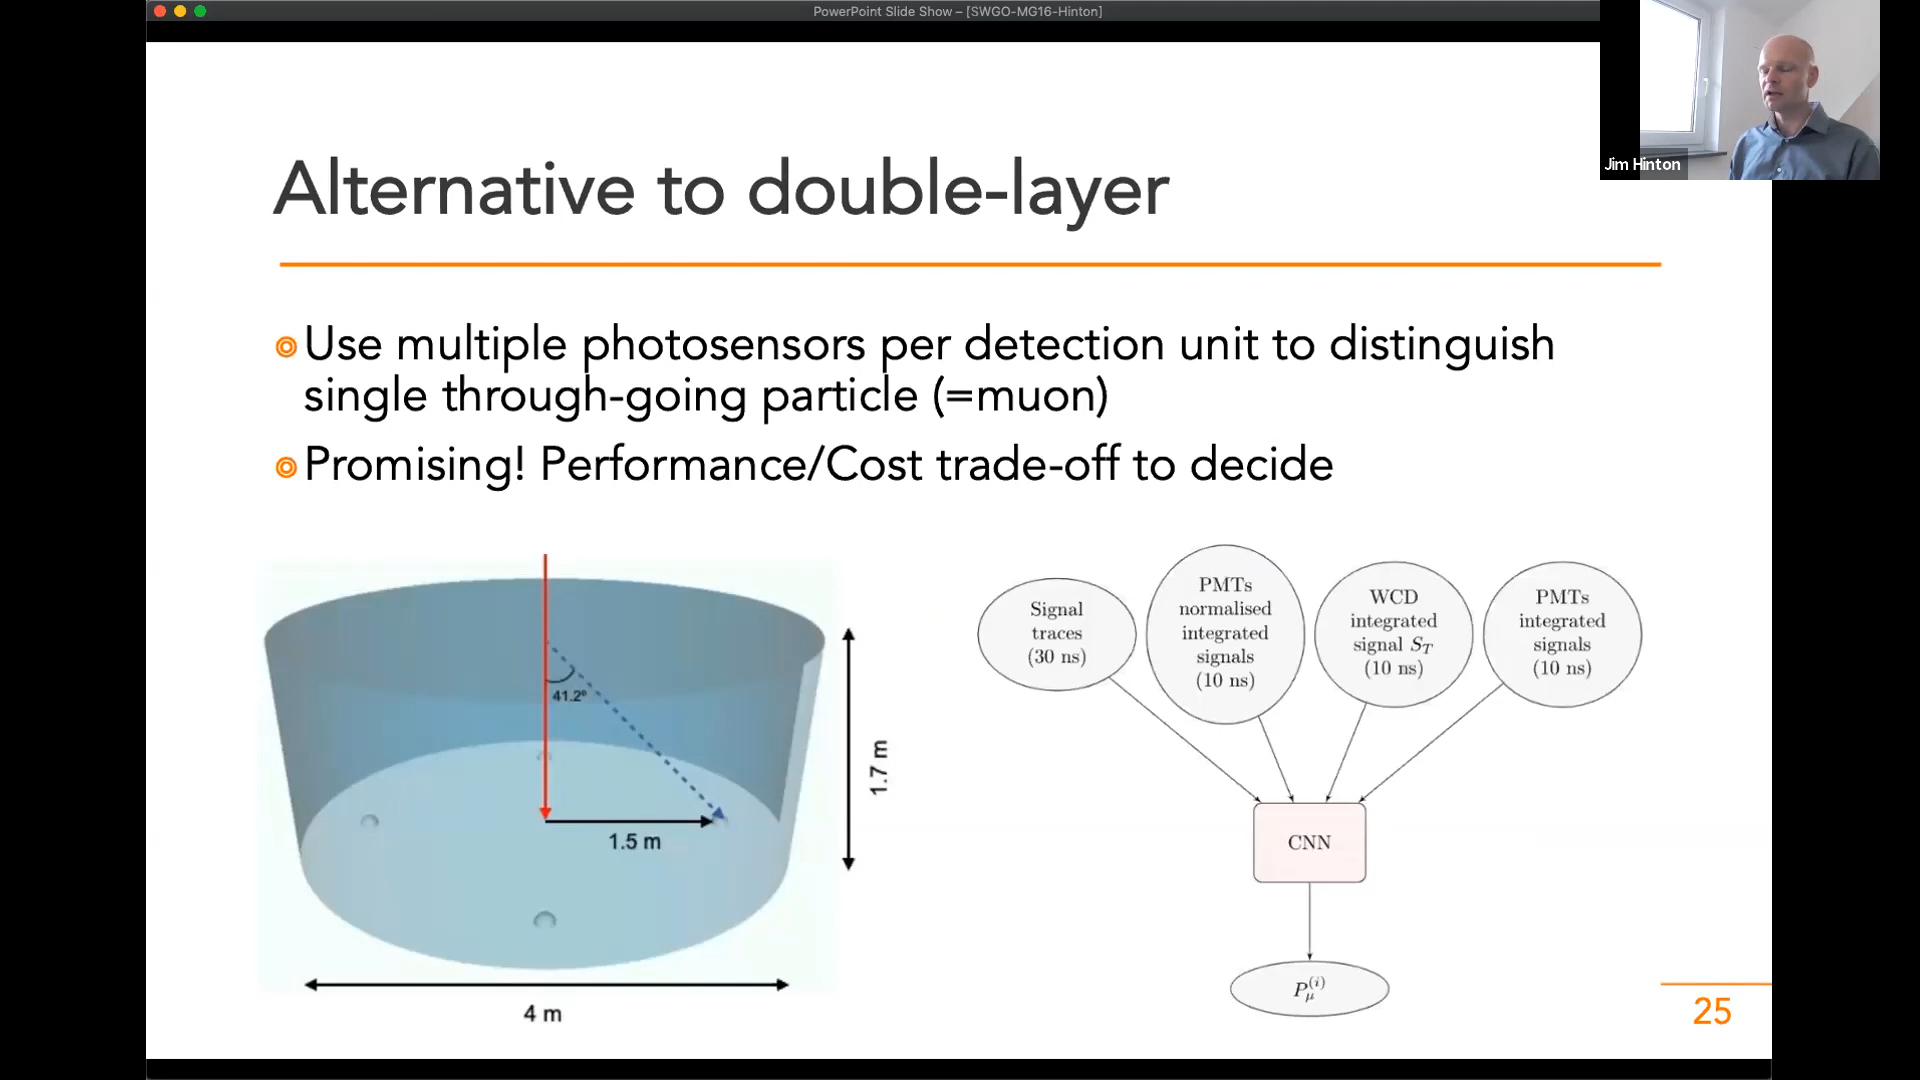 PowerPoint Slide Show – [SWGO-MG16-Hinton]
Jim Hinton
Alternative to double-layer
Use multiple photosensors per detection unit to distinguish
single through-going particle (=muon)
Promising! Performance/Cost trade-off to decide
41.2º
1.5 m
1.7 m
4 m
Signal
traces
(30 ns)
PMTs
normalised
integrated
signals
(10 ns)
WCD
integrated
signal S_T
(10 ns)
PMTs
integrated
signals
(10 ns)
CNN
P_μ^(i)
25